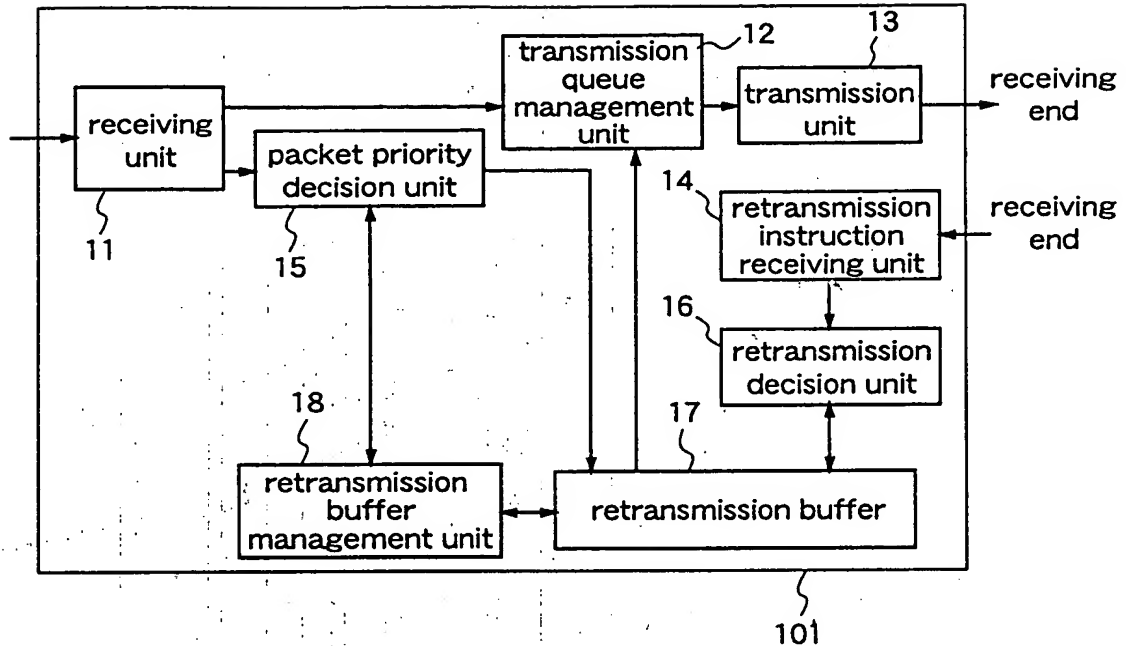 12
13
transmission
queue
management
unit
transmission
unit
receiving
end
receiving
unit
11
packet priority
decision unit
15
14
retransmission
instruction
receiving unit
receiving
end
16
retransmission
decision unit
18
retransmission
buffer
management unit
17
retransmission buffer
101